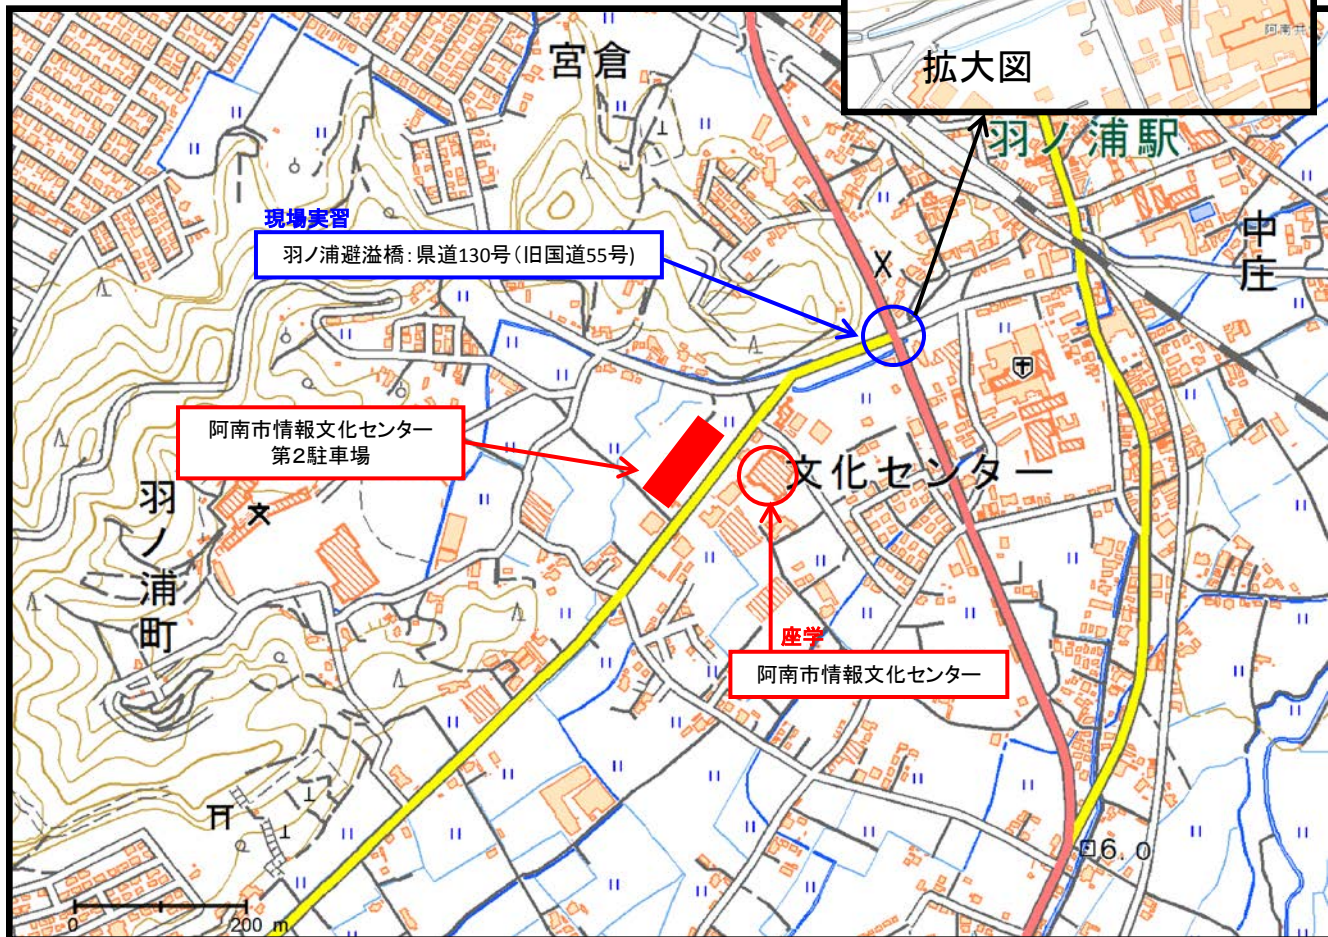 宮倉
拡大図
阿南共
羽ノ浦駅
中庄
現場実習
羽ノ浦避溢橋:県道130号(旧国道55号)
阿南市情報文化センター
第2駐車場
文化センター
羽ノ浦町
座学
阿南市情報文化センター
6.0
0 200 m